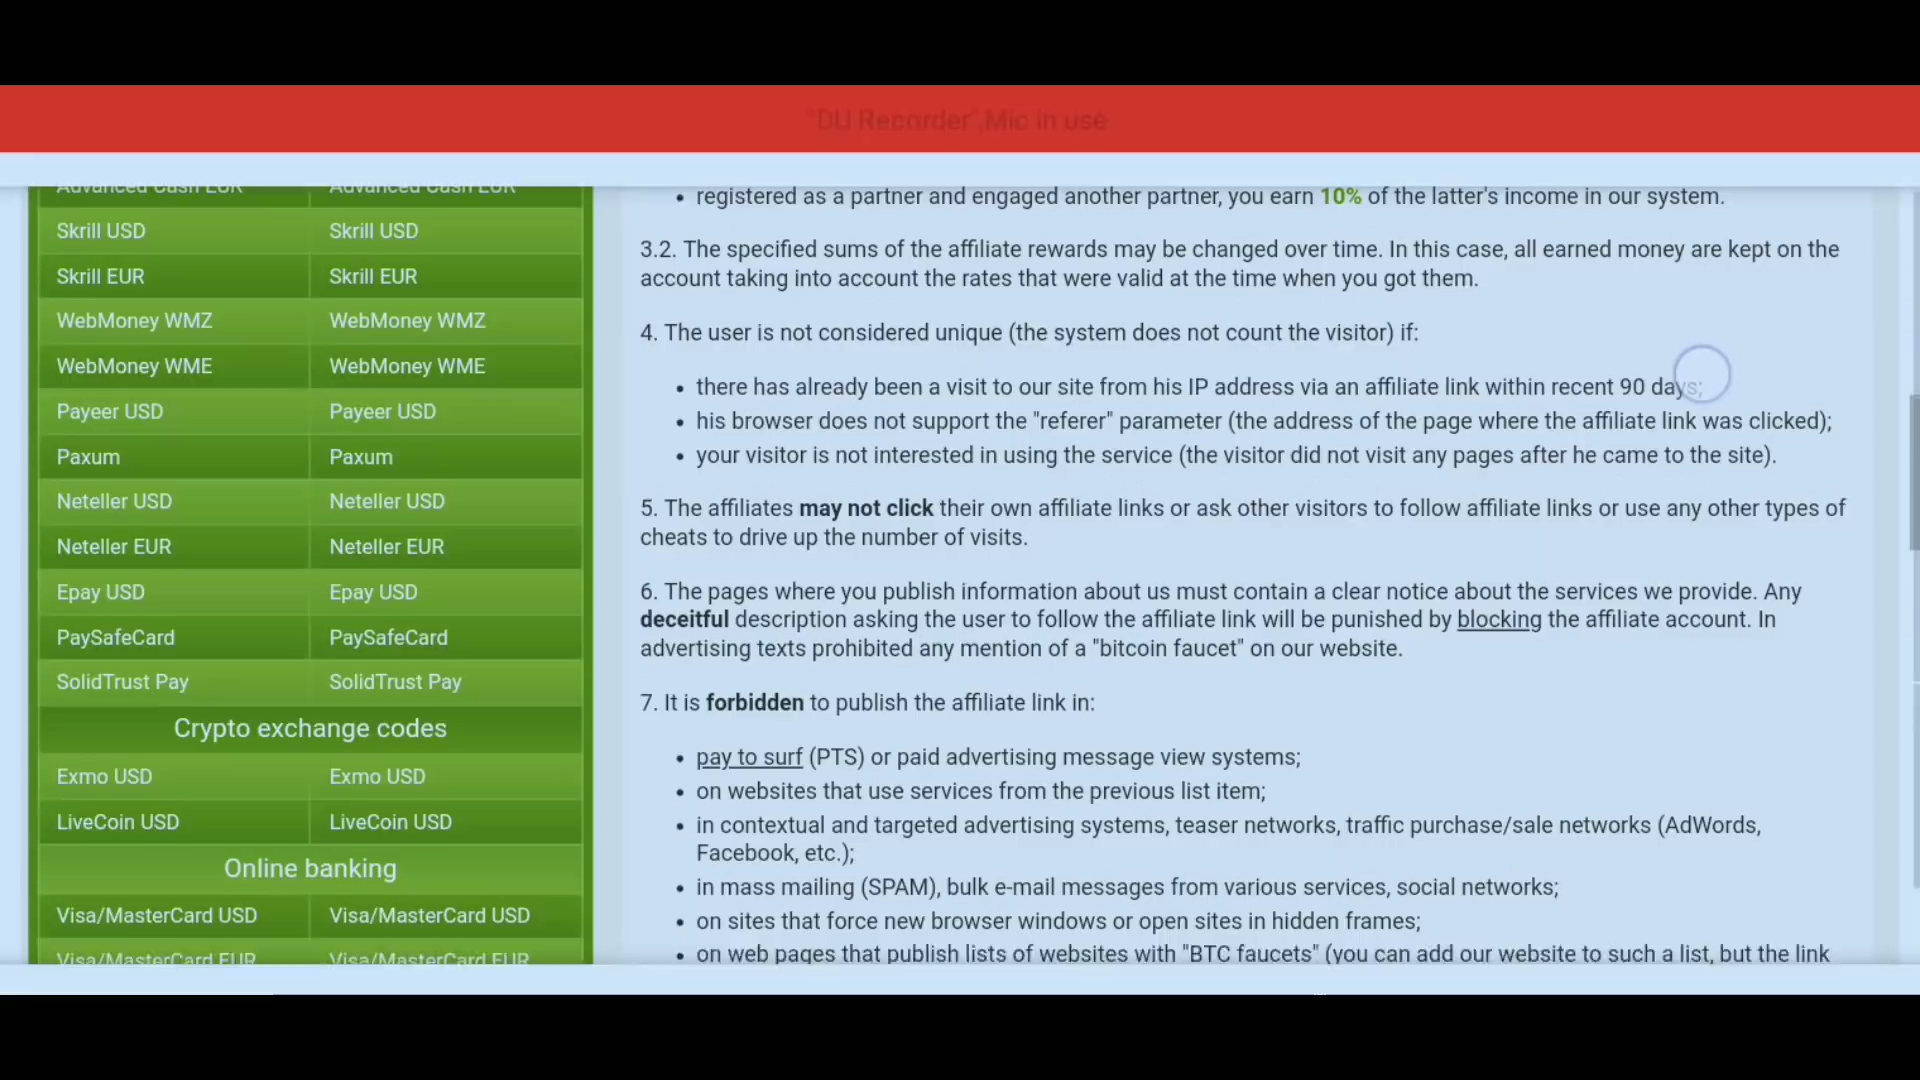 "DU Recorder",Mic in use
Advanced Cash EUR Advanced Cash EUR
Skrill USD Skrill USD
Skrill EUR Skrill EUR
WebMoney WMZ WebMoney WMZ
WebMoney WME WebMoney WME
Payeer USD Payeer USD
Paxum Paxum
Neteller USD Neteller USD
Neteller EUR Neteller EUR
Epay USD Epay USD
PaySafeCard PaySafeCard
SolidTrust Pay SolidTrust Pay
Crypto exchange codes
Exmo USD Exmo USD
LiveCoin USD LiveCoin USD
Online banking
Visa/MasterCard USD Visa/MasterCard USD
Visa/MasterCard EUR Visa/MasterCard EUR
• registered as a partner and engaged another partner, you earn 10% of the latter's income in our system.
3.2. The specified sums of the affiliate rewards may be changed over time. In this case, all earned money are kept on the
account taking into account the rates that were valid at the time when you got them.
4. The user is not considered unique (the system does not count the visitor) if:
• there has already been a visit to our site from his IP address via an affiliate link within recent 90 days;
• his browser does not support the "referer" parameter (the address of the page where the affiliate link was clicked);
• your visitor is not interested in using the service (the visitor did not visit any pages after he came to the site).
5. The affiliates may not click their own affiliate links or ask other visitors to follow affiliate links or use any other types of
cheats to drive up the number of visits.
6. The pages where you publish information about us must contain a clear notice about the services we provide. Any
deceitful description asking the user to follow the affiliate link will be punished by blocking the affiliate account. In
advertising texts prohibited any mention of a "bitcoin faucet" on our website.
7. It is forbidden to publish the affiliate link in:
• pay to surf (PTS) or paid advertising message view systems;
• on websites that use services from the previous list item;
• in contextual and targeted advertising systems, teaser networks, traffic purchase/sale networks (AdWords,
Facebook, etc.);
• in mass mailing (SPAM), bulk e-mail messages from various services, social networks;
• on sites that force new browser windows or open sites in hidden frames;
• on web pages that publish lists of websites with "BTC faucets" (you can add our website to such a list, but the link